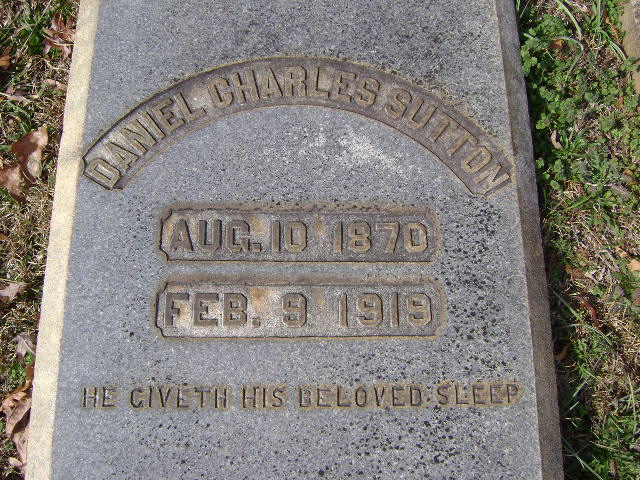 DANIEL CHARLES SUTTON
AUG. 10 1870
FEB. 9 1919
HE GIVETH HIS BELOVED SLEEP